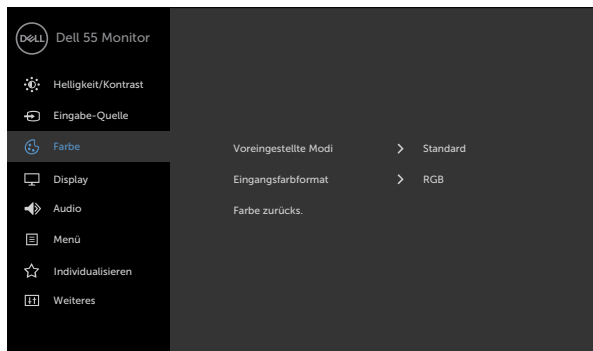 DELL
Dell 55 Monitor
Helligkeit/Kontrast
Eingabe-Quelle
Farbe
Voreingestellte Modi
Standard
Display
Eingangsfarbformat
RGB
Audio
Farbe zurücks.
Menü
Individualisieren
Weiteres